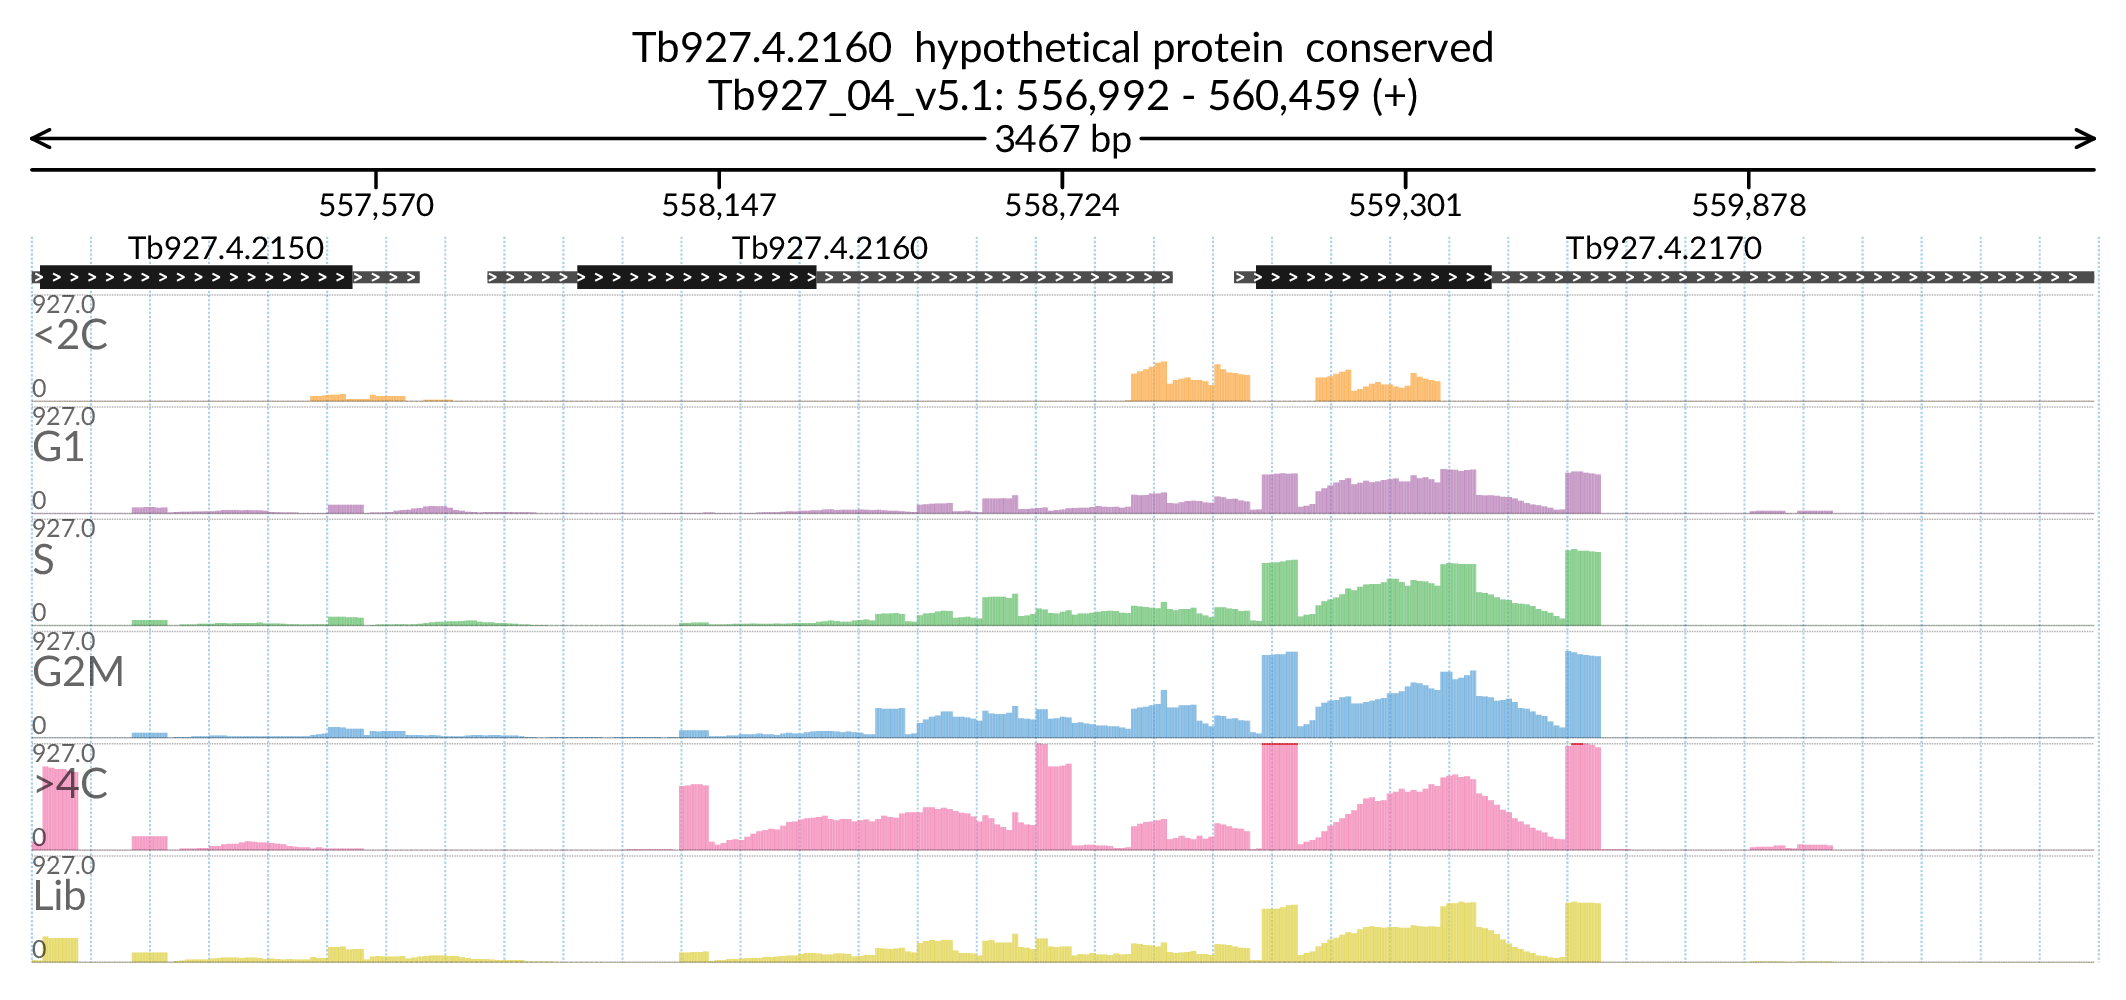 Tb927.4.2160 hypothetical protein conserved
Tb927_04_v5.1: 556,992 - 560,459 (+)
3467 bp
557,570 558,147 558,724 559,301 559,878
Tb927.4.2150 Tb927.4.2160 Tb927.4.2170
927.0
<2C
0
927.0
G1
0
927.0
S
0
927.0
G2M
0
927.0
>4C
0
927.0
Lib
0